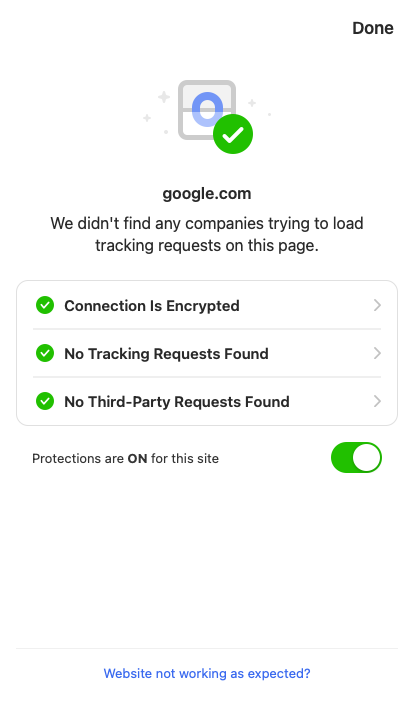 Done
google.com
We didn't find any companies trying to load
tracking requests on this page.
Connection Is Encrypted
No Tracking Requests Found
No Third-Party Requests Found
Protections are ON for this site
Website not working as expected?